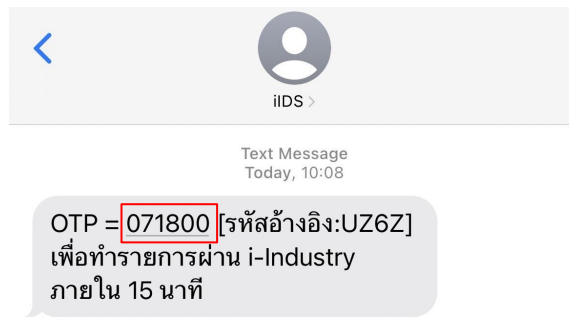 iIDS >
Text Message
Today, 10:08
OTP = 071800 [รหัสอ้างอิง:UZ6Z]
เพื่อทำรายการผ่าน i-Industry
ภายใน 15 นาที